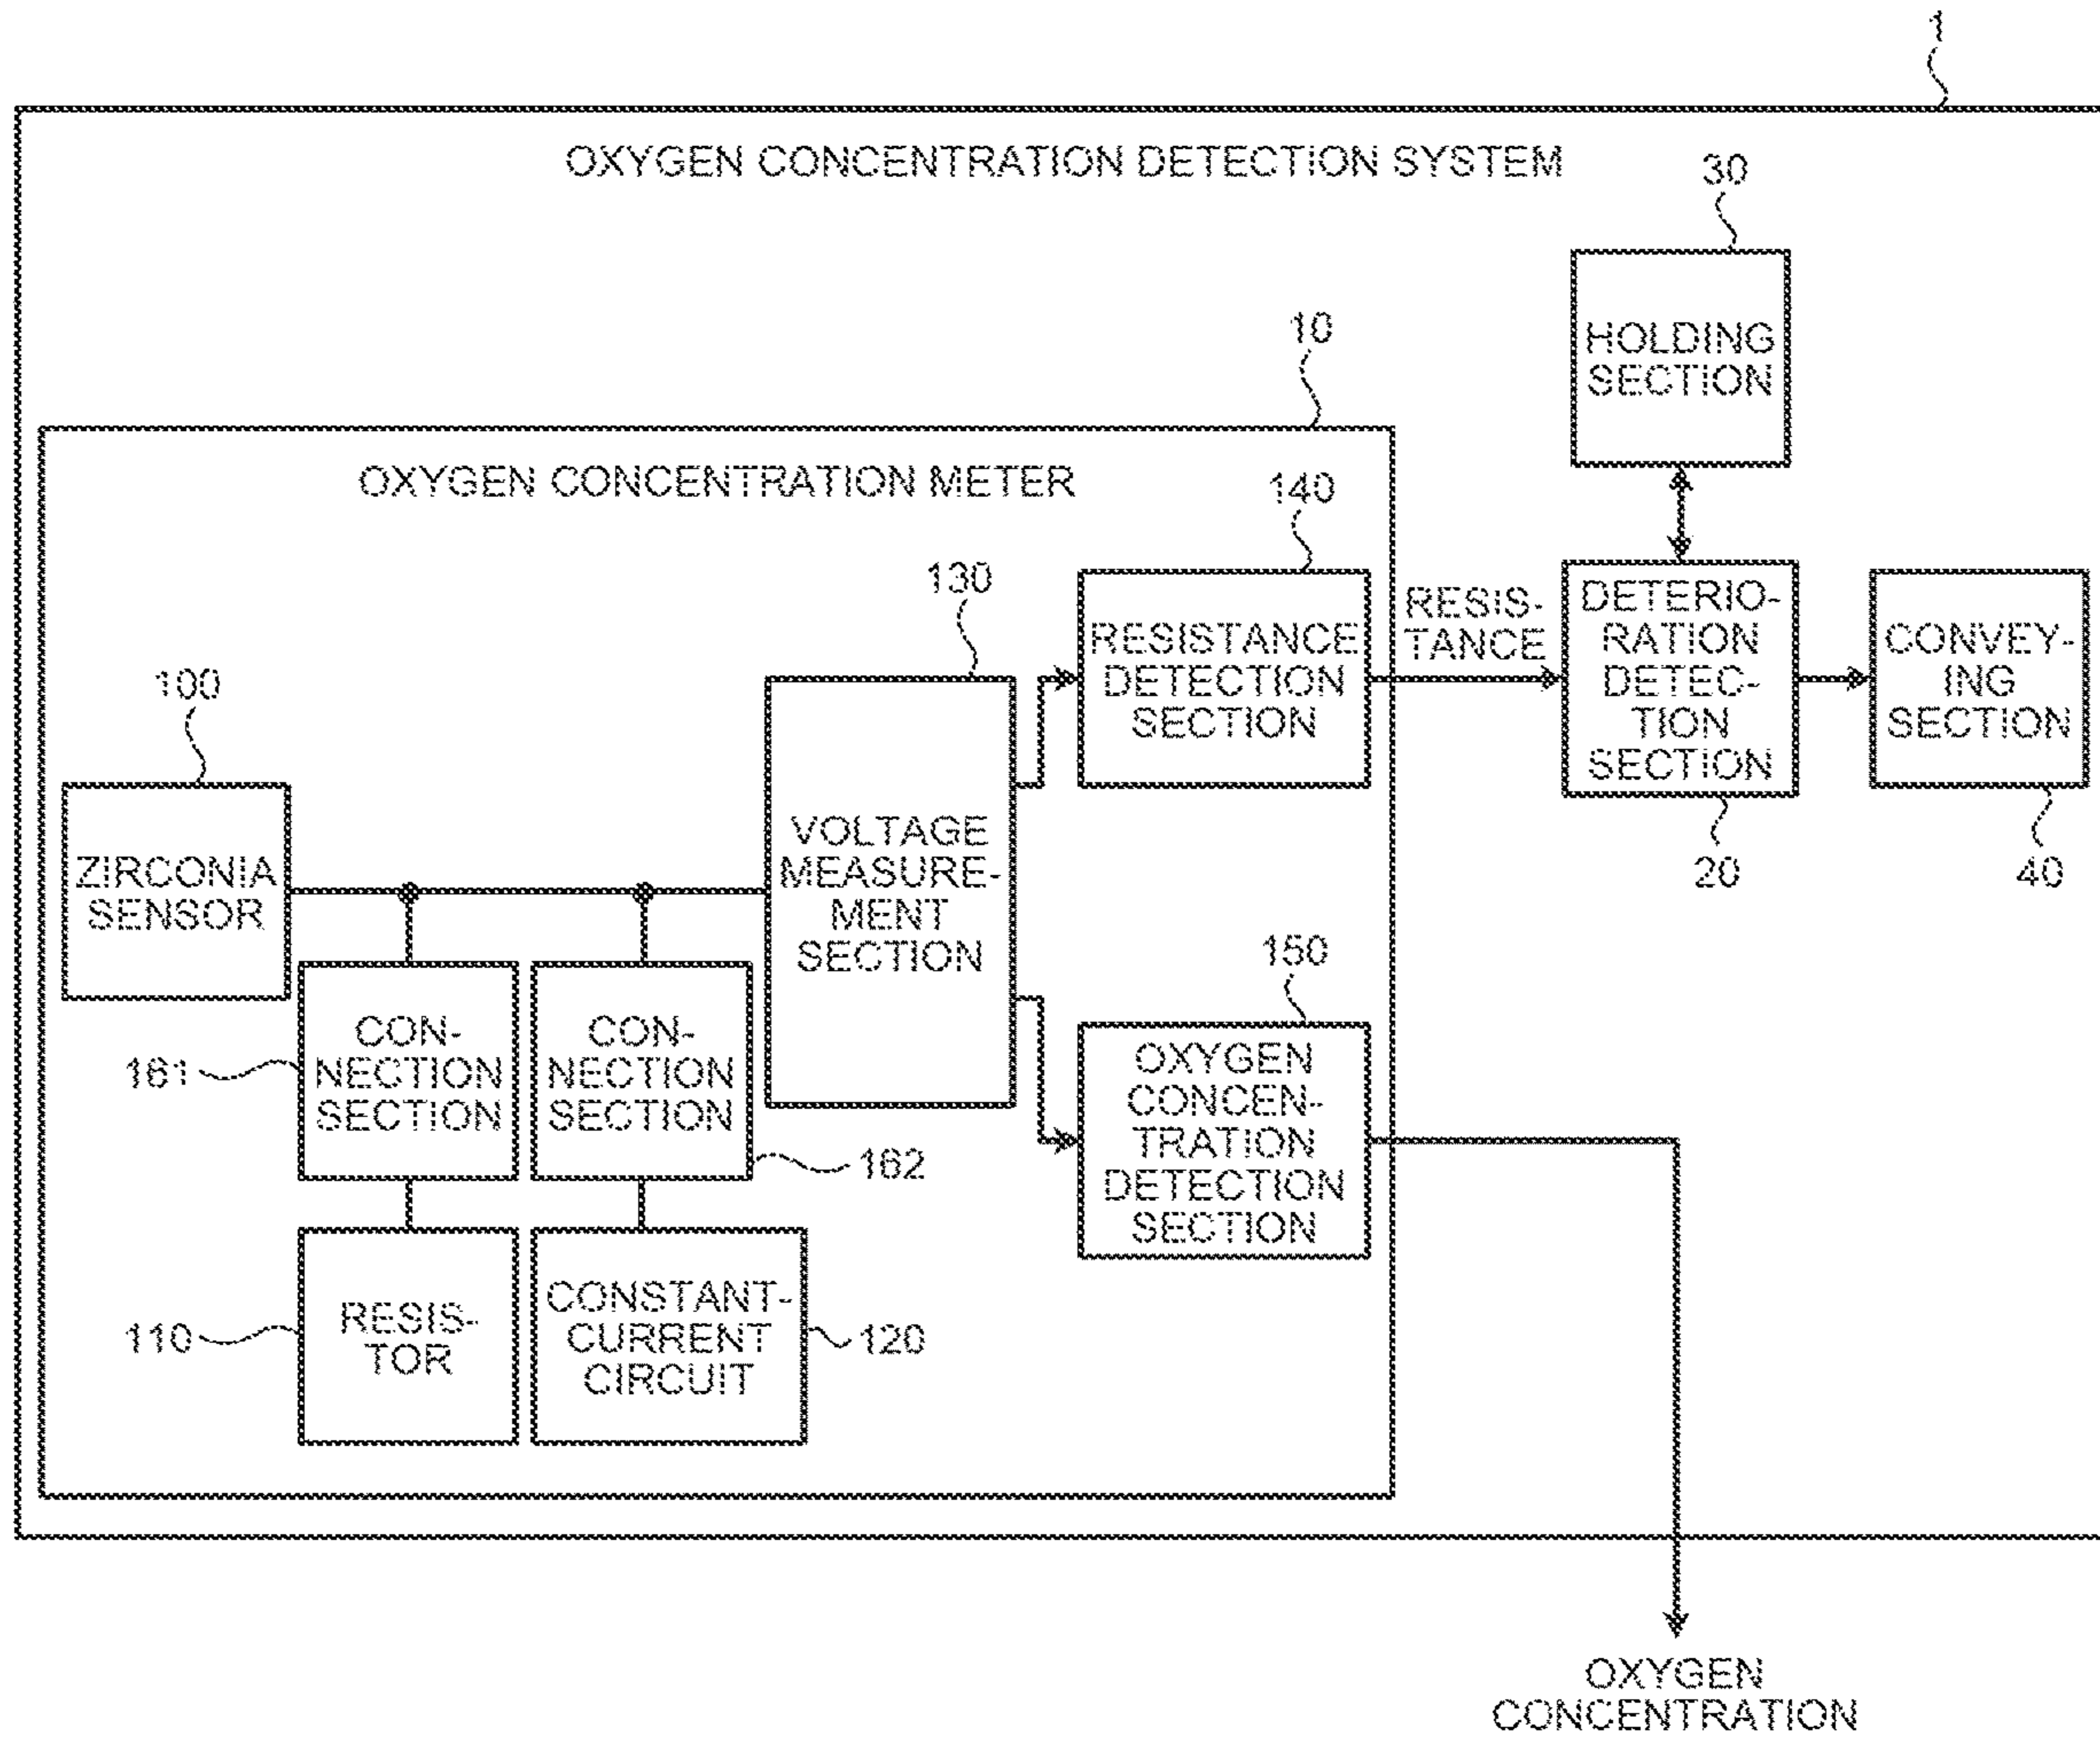 1
OXYGEN CONCENTRATION DETECTION SYSTEM
30
HOLDING
SECTION
10
OXYGEN CONCENTRATION METER
140
RESISTANCE
DETECTION
SECTION
RESIS-
TANCE
DETERIO-
RATION
DETEC-
TION
SECTION
20
CONVEY-
ING
SECTION
40
130
VOLTAGE
MEASURE-
MENT
SECTION
100
ZIRCONIA
SENSOR
161
CON-
NECTION
SECTION
CON-
NECTION
SECTION
162
150
OXYGEN
CONCEN-
TRATION
DETECTION
SECTION
110
RESIS-
TOR
CONSTANT-
CURRENT
CIRCUIT
120
OXYGEN
CONCENTRATION